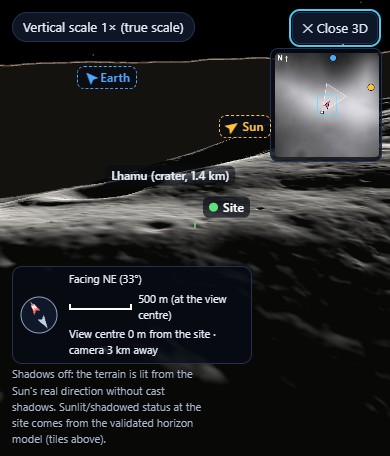 Vertical scale 1× (true scale)
× Close 3D
N↑
Earth
Sun
Lhamu (crater, 1.4 km)
Site
Facing NE (33°)
500 m (at the view
centre)
View centre 0 m from the site ·
camera 3 km away
Shadows off: the terrain is lit from the
Sun's real direction without cast
shadows. Sunlit/shadowed status at the
site comes from the validated horizon
model (tiles above).